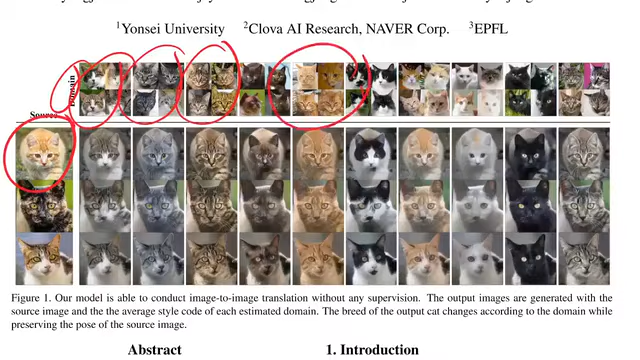 ¹Yonsei University ²Clova AI Research, NAVER Corp. ³EPFL
Domain
Source
Figure 1. Our model is able to conduct image-to-image translation without any supervision. The output images are generated with the
source image and the the average style code of each estimated domain. The breed of the output cat changes according to the domain while
preserving the pose of the source image.
Abstract
1. Introduction